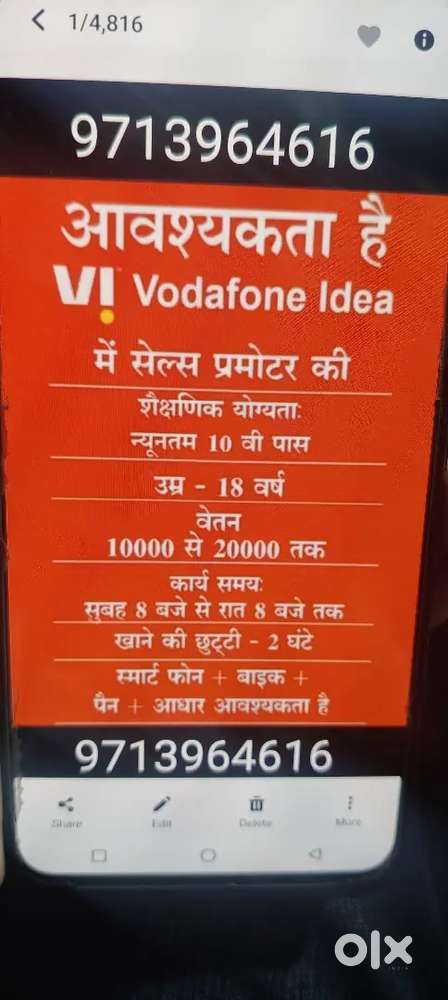 1/4,816
9713964616
आवश्यकता है
VI Vodafone Idea
में सेल्स प्रमोटर की
शैक्षणिक योग्यताः
न्यूनतम 10 वी पास
उम्र - 18 वर्ष
वेतन
10000 से 20000 तक
कार्य समयः
सुबह 8 बजे से रात 8 बजे तक
खाने की छुट्टी - 2 घंटे
स्मार्ट फोन + बाइक +
पैन + आधार आवश्यकता है
9713964616
Share Edit Delete More
olx
INDIA